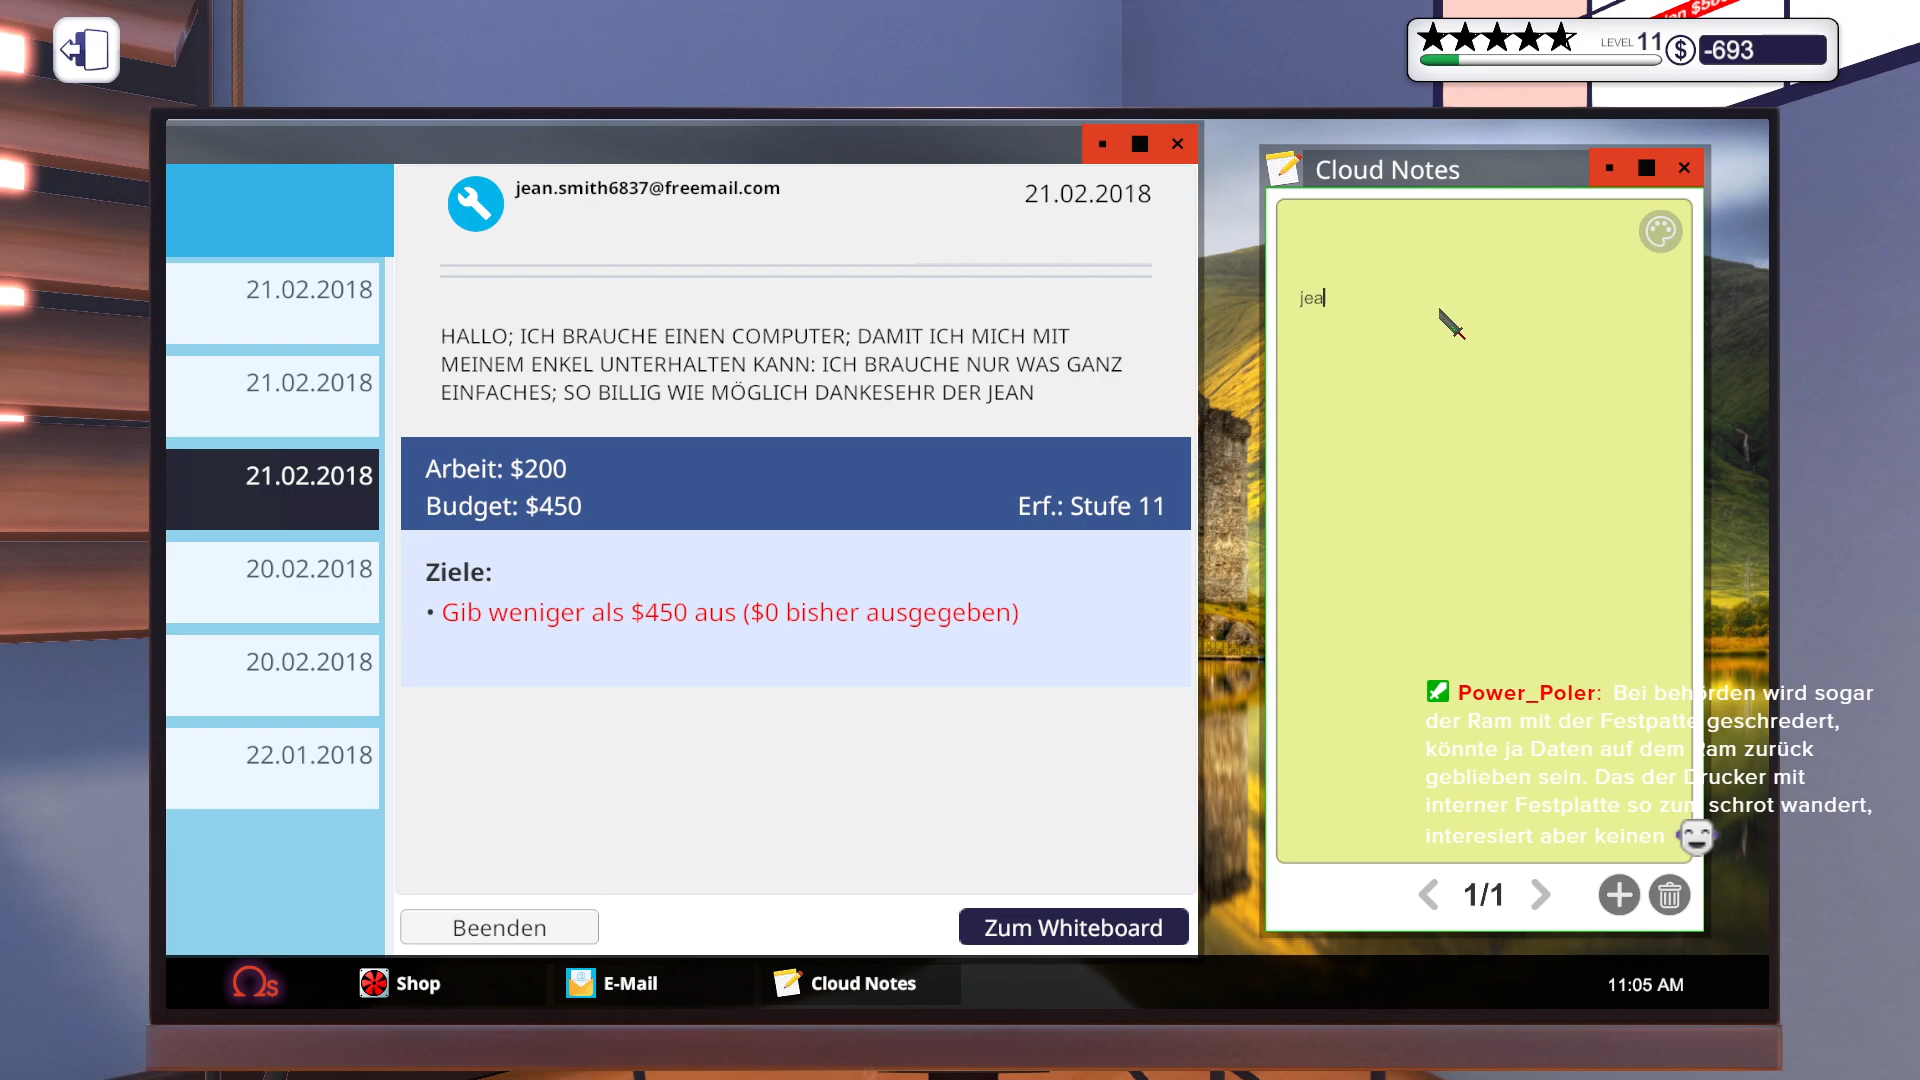 LEVEL 11
$ -693
jean.smith6837@freemail.com
21.02.2018
21.02.2018
21.02.2018
21.02.2018
20.02.2018
20.02.2018
22.01.2018
HALLO; ICH BRAUCHE EINEN COMPUTER; DAMIT ICH MICH MIT
MEINEM ENKEL UNTERHALTEN KANN: ICH BRAUCHE NUR WAS GANZ
EINFACHES; SO BILLIG WIE MÖGLICH DANKESEHR DER JEAN
Arbeit: $200
Budget: $450
Erf.: Stufe 11
Ziele:
• Gib weniger als $450 aus ($0 bisher ausgegeben)
Beenden
Zum Whiteboard
Cloud Notes
jea
Power_Poler: Bei behörden wird sogar
der Ram mit der Festpatte geschredert,
könnte ja Daten auf dem Ram zurück
geblieben sein. Das der Drucker mit
interner Festplatte so zum schrot wandert,
interesiert aber keinen
1/1
Shop
E-Mail
Cloud Notes
11:05 AM